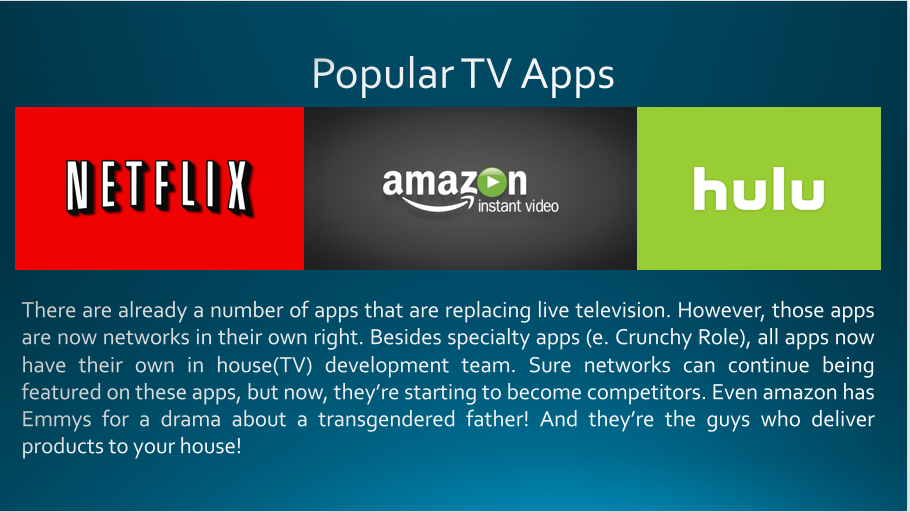 Popular TV Apps
NETFLIX
amazon
instant video
hulu
There are already a number of apps that are replacing live television. However, those apps
are now networks in their own right. Besides specialty apps (e. Crunchy Role), all apps now
have their own in house(TV) development team. Sure networks can continue being
featured on these apps, but now, they’re starting to become competitors. Even amazon has
Emmys for a drama about a transgendered father! And they’re the guys who deliver
products to your house!